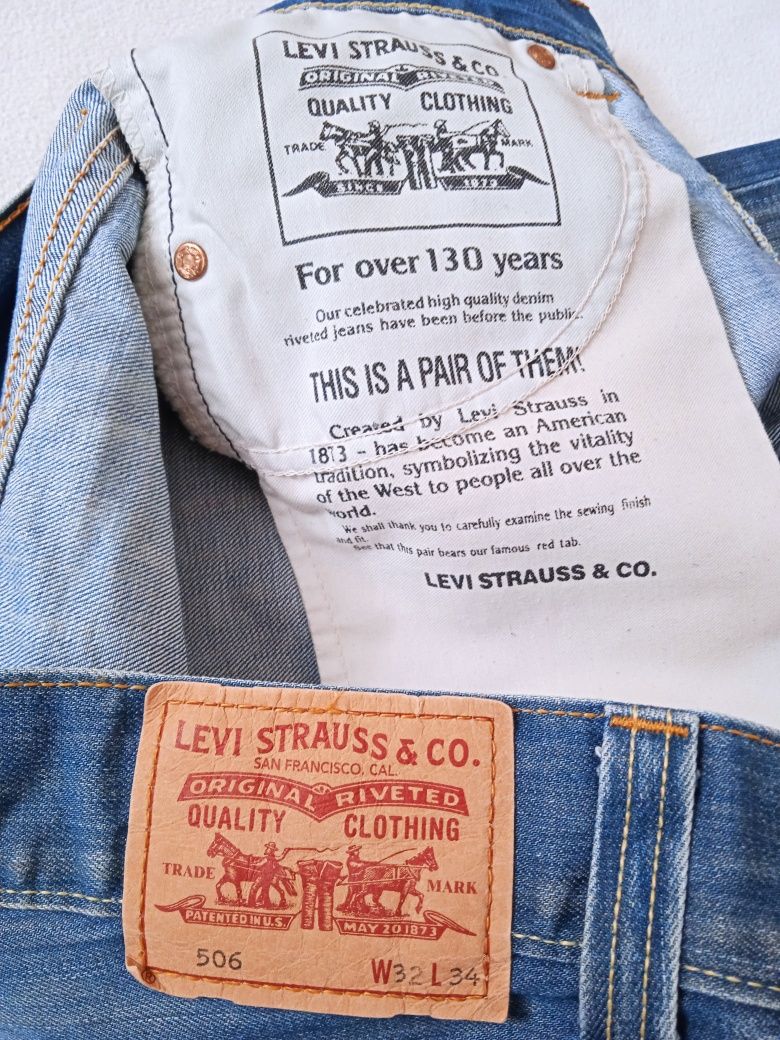 LEVI STRAUSS & CO.
ORIGINAL RIVETED
QUALITY CLOTHING
TRADE MARK
SINCE 1873
For over 130 years
Our celebrated high quality denim
riveted jeans have been before the public.
THIS IS A PAIR OF THEM!
Created by Levi Strauss in
1873 - has become an American
tradition, symbolizing the vitality
of the West to people all over the
world.
We shall thank you to carefully examine the sewing finish
and fit.
See that this pair bears our famous red tab.
LEVI STRAUSS & CO.
LEVI STRAUSS & CO.
SAN FRANCISCO, CAL.
ORIGINAL RIVETED
QUALITY CLOTHING
TRADE MARK
PATENTED IN U.S. MAY 20 1873
506 W32 L34